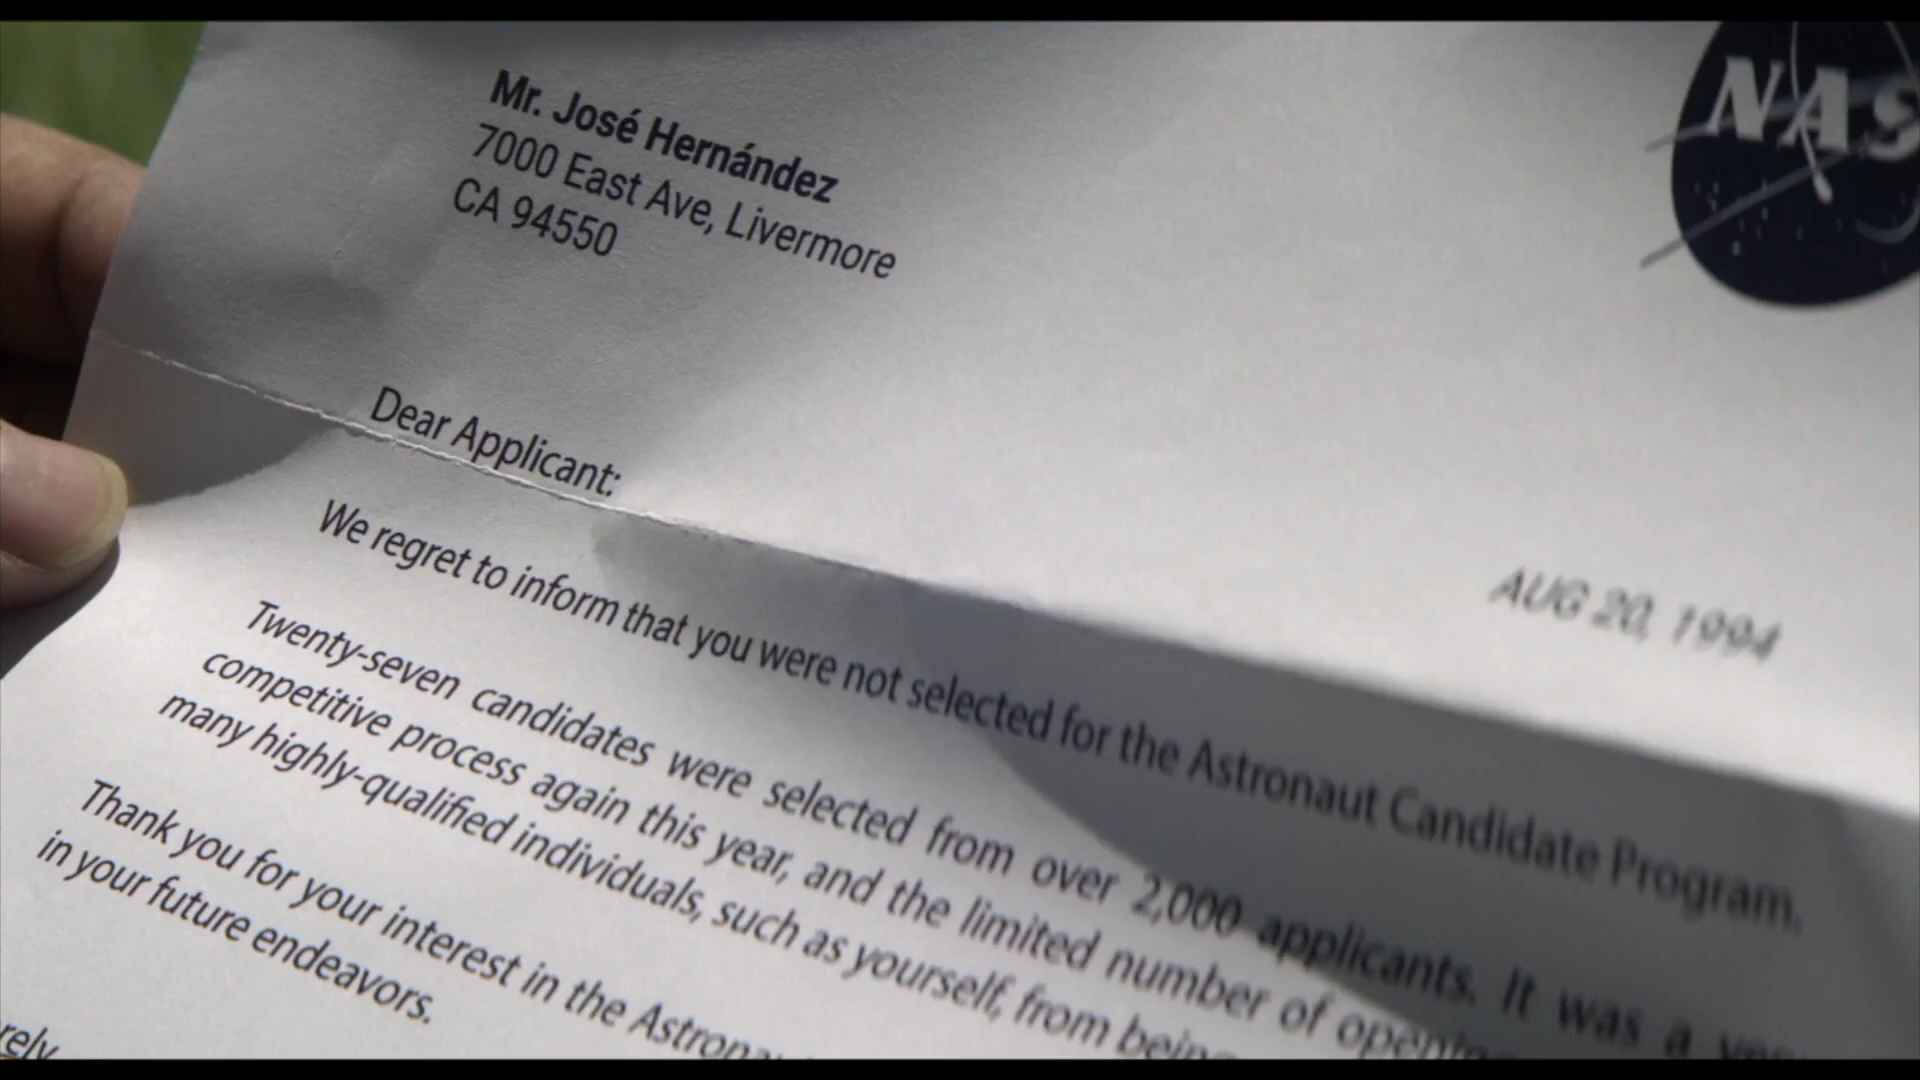 NAS
Mr. José Hernández
7000 East Ave, Livermore
CA 94550
AUG 20, 1994
Dear Applicant:
We regret to inform that you were not selected for the Astronaut Candidate Program.
Twenty-seven candidates were selected from over 2,000 applicants. It was a
competitive process again this year, and the limited number of
many highly-qualified individuals, such as yourself, from
Thank you for your interest in the
in your future endeavors.